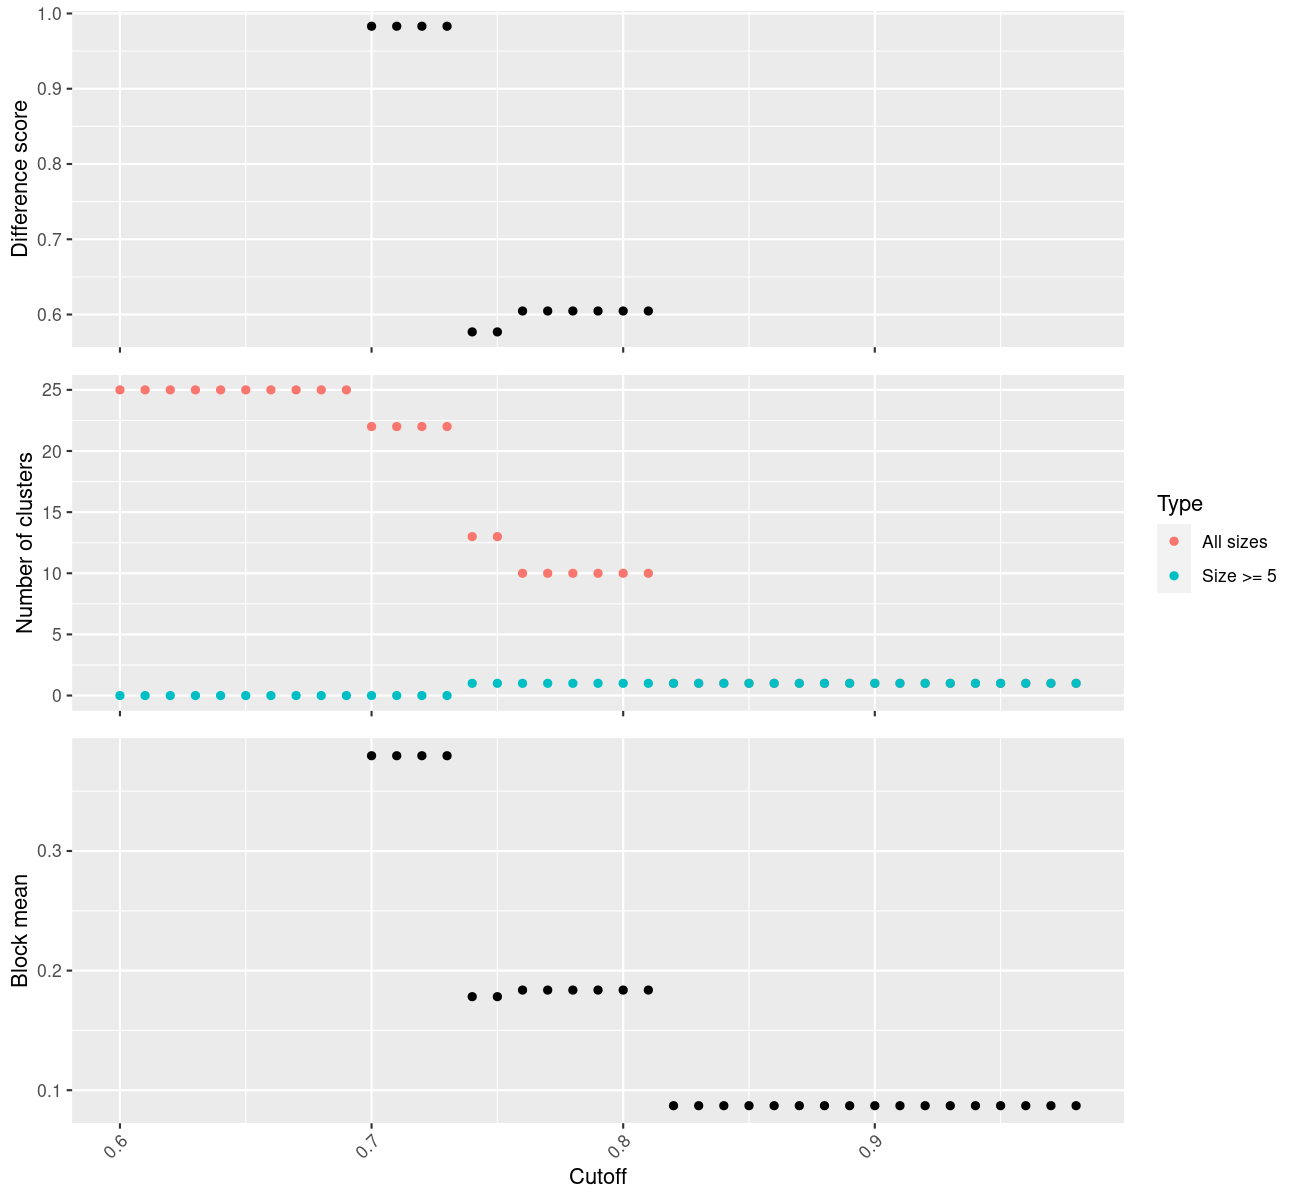 Difference score
1.0
0.9
0.8
0.7
0.6
Number of clusters
25
20
15
10
5
0
Type
All sizes
Size >= 5
Block mean
0.3
0.2
0.1
0.6
0.7
0.8
0.9
Cutoff